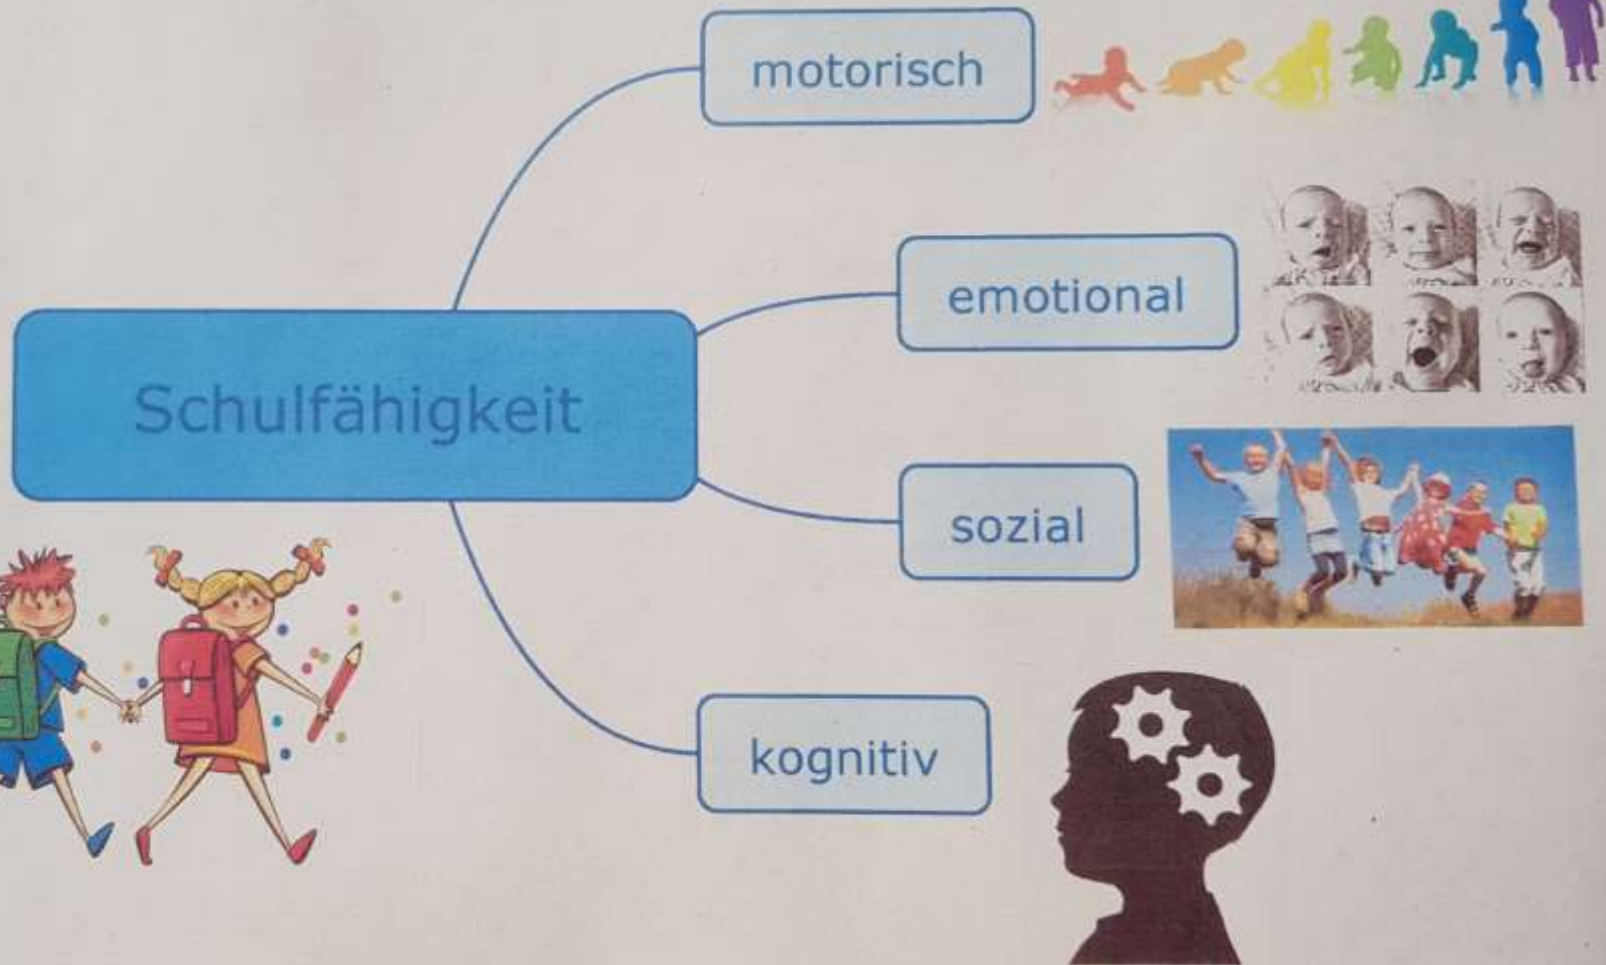 motorisch
emotional
Schulfähigkeit
sozial
kognitiv